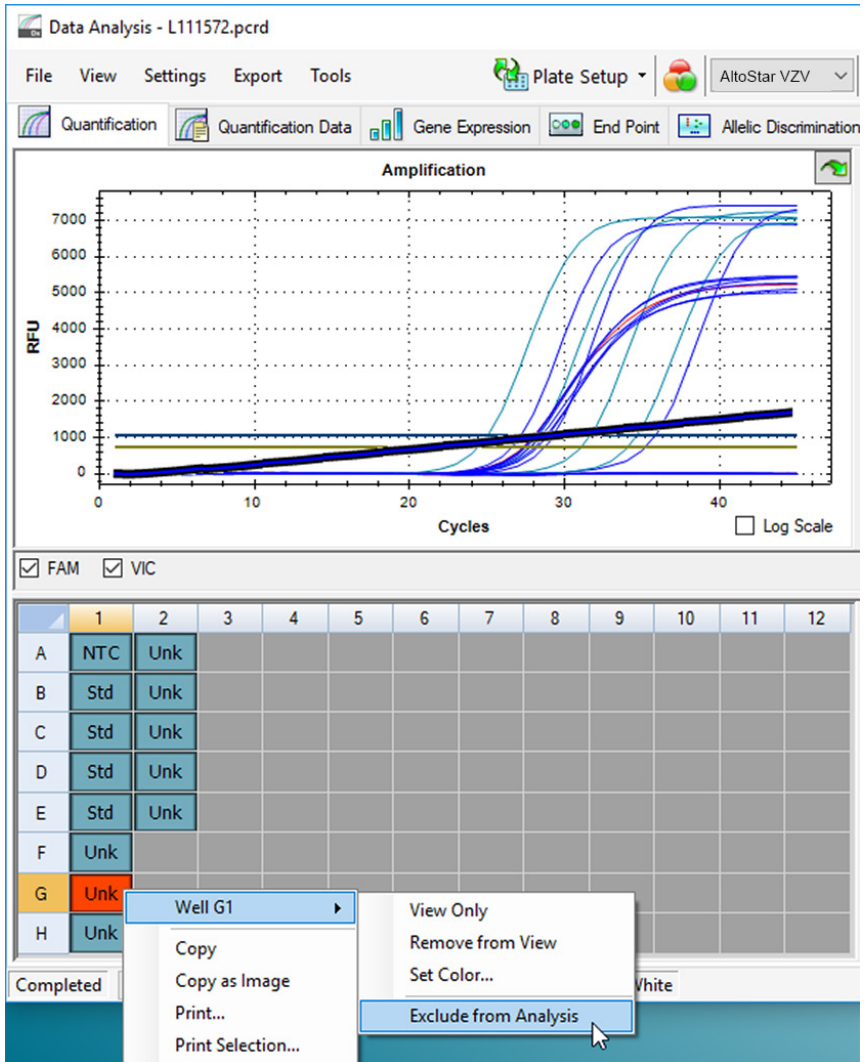 Data Analysis - L111572.pcrd
File View Settings Export Tools Plate Setup AltoStar VZV
Quantification Quantification Data Gene Expression End Point Allelic Discrimination
Amplification
7000
6000
5000
4000
3000
2000
1000
0
RFU
0 10 20 30 40
Cycles
Log Scale
FAM VIC
1 2 3 4 5 6 7 8 9 10 11 12
A NTC Unk
B Std Unk
C Std Unk
D Std Unk
E Std Unk
F Unk
G Unk
H Unk
Well G1
Copy
Copy as Image
Print...
Print Selection...
View Only
Remove from View
Set Color...
Exclude from Analysis
Completed